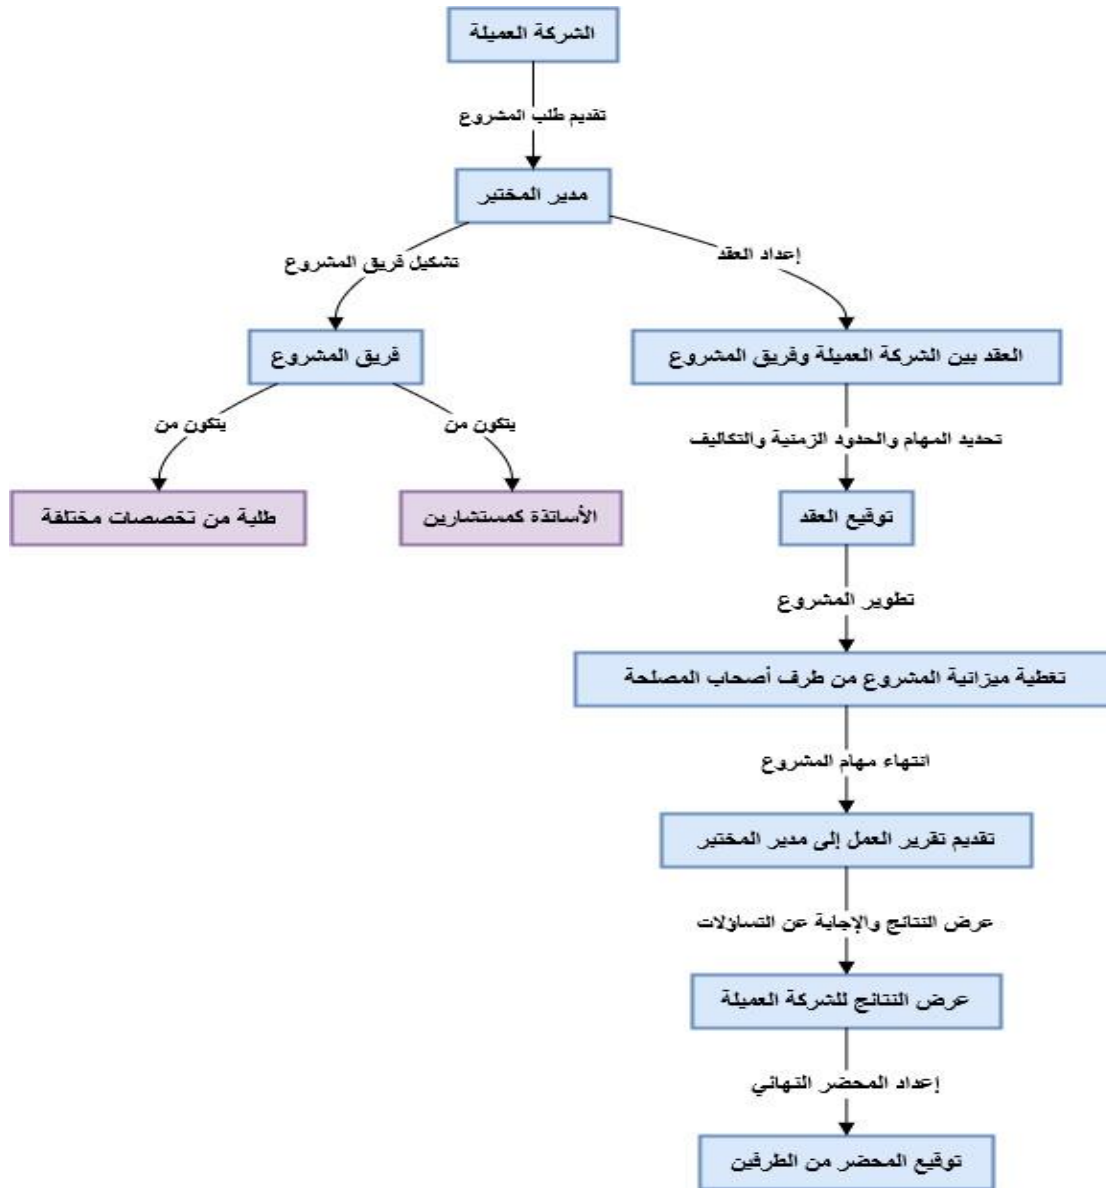 الشركة العميلة
تقديم طلب المشروع
مدير المختبر
إعداد العقد
تشكيل فريق المشروع
العقد بين الشركة العميلة وفريق المشروع
فريق المشروع
يتكون من
يتكون من
تحديد المهام والحدود الزمنية والتكاليف
توقيع العقد
الأساتذة كمستشارين
طلبة من تخصصات مختلفة
تطوير المشروع
تغطية ميزانية المشروع من طرف أصحاب المصلحة
انتهاء مهام المشروع
تقديم تقرير العمل إلى مدير المختبر
عرض النتائج والإجابة عن التساؤلات
عرض النتائج للشركة العميلة
إعداد المحضر النهائي
توقيع المحضر من الطرفين